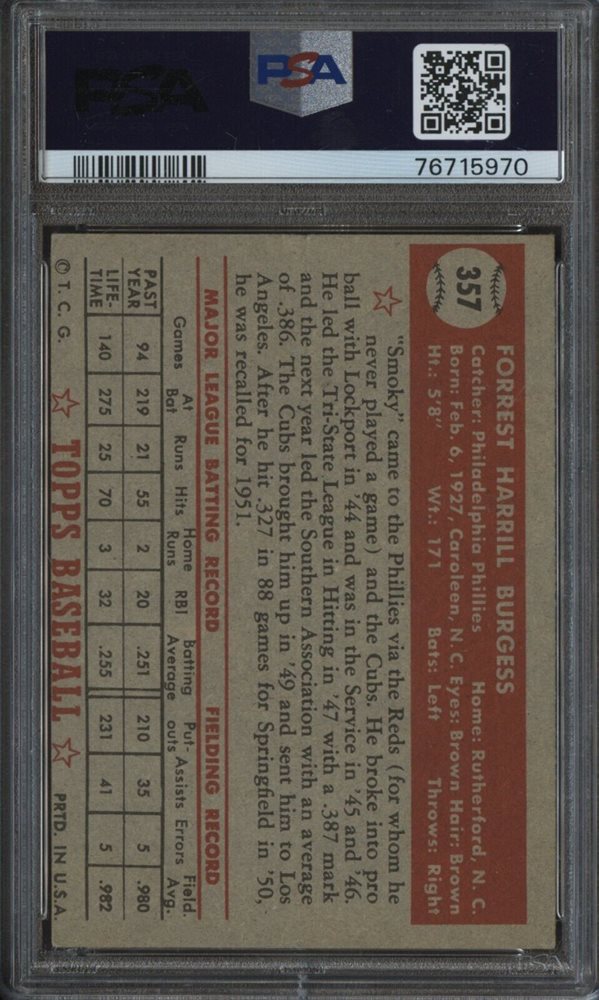 PSA
PSA
76715970
357
FORREST HARRILL BURGESS
Catcher: Philadelphia Phillies Home: Rutherford, N. C.
Born: Feb. 6, 1927, Caroleen, N. C. Eyes: Brown Hair: Brown
Ht.: 5'8" Wt.: 171 Bats: Left Throws: Right
"Smoky" came to the Phillies via the Reds (for whom he
never played a game) and the Cubs. He broke into pro
ball with Lockport in '44 and was in the Service in '45 and '46.
He led the Tri-State League in Hitting in '47 with a .387 mark
and the next year led the Southern Association with an average
of .386. The Cubs brought him up in '49 and sent him to Los
Angeles. After he hit .327 in 88 games for Springfield in '50,
he was recalled for 1951.
MAJOR LEAGUE BATTING RECORD FIELDING RECORD
Games At Bat Runs Hits Home Runs RBI Batting Average Put-outs Assists Errors Field. Avg.
PAST YEAR 94 219 21 55 2 20 .251 210 35 5 .980
LIFE-TIME 140 275 25 70 3 32 .255 231 41 5 .982
© T. C. G. TOPPS BASEBALL PRTD. IN U.S.A.